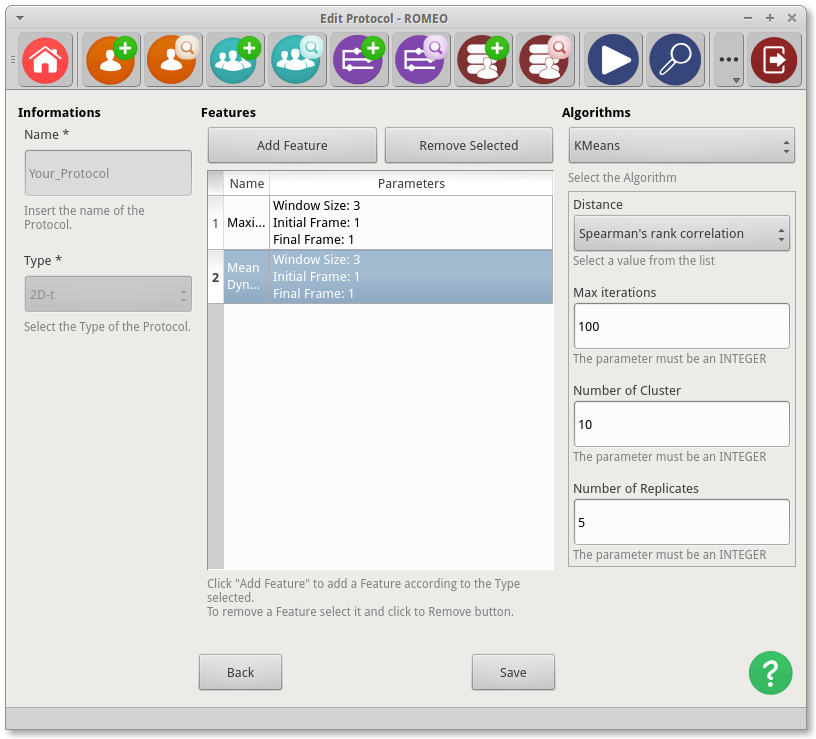 Edit Protocol - ROMEO
Informations
Name *
Your_Protocol
Insert the name of the
Protocol.
Type *
2D-t
Select the Type of the Protocol.
Features
Add Feature
Remove Selected
Name Parameters
1 Maxi... Window Size: 3
Initial Frame: 1
Final Frame: 1
2 Mean
Dyn...
Window Size: 3
Initial Frame: 1
Final Frame: 1
Click "Add Feature" to add a Feature according to the Type
selected.
To remove a Feature select it and click to Remove button.
Algorithms
KMeans
Select the Algorithm
Distance
Spearman's rank correlation
Select a value from the list
Max iterations
100
The parameter must be an INTEGER
Number of Cluster
10
The parameter must be an INTEGER
Number of Replicates
5
The parameter must be an INTEGER
Back
Save
?